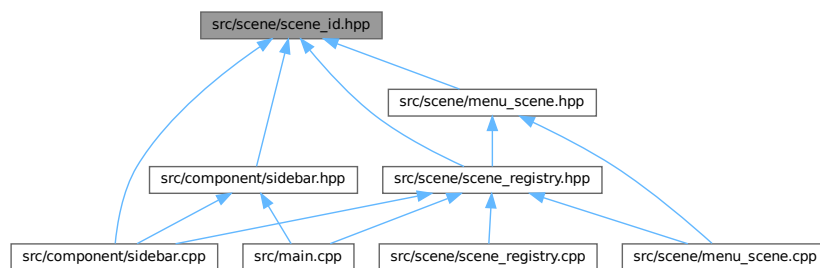 src/scene/scene_id.hpp
src/scene/menu_scene.hpp
src/component/sidebar.hpp
src/scene/scene_registry.hpp
src/component/sidebar.cpp
src/main.cpp
src/scene/scene_registry.cpp
src/scene/menu_scene.cpp